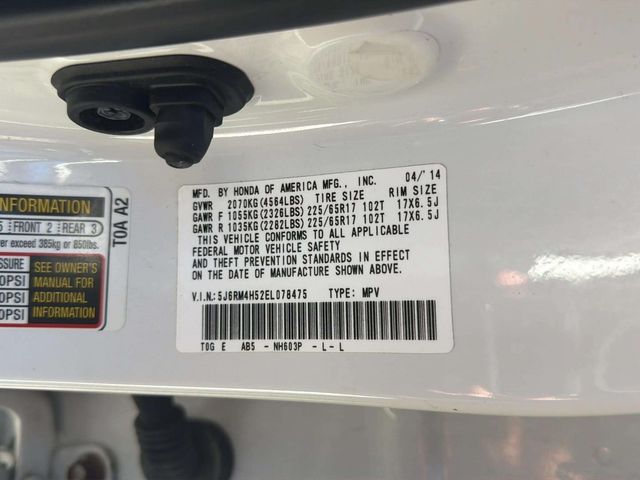 INFORMATION
5 FRONT 2 REAR 3
ver exceed 385kg or 850lbs.
SSURE
0PSI
0PSI
0PSI
SEE OWNER'S
MANUAL FOR
ADDITIONAL
INFORMATION
T0A A2
MFD. BY HONDA OF AMERICA MFG., INC. 04/'14
GVWR 2070KG(4564LBS) TIRE SIZE RIM SIZE
GAWR F 1055KG(2326LBS)225/65R17 102T 17X6.5J
GAWR R 1035KG(2282LBS)225/65R17 102T 17X6.5J
THIS VEHICLE CONFORMS TO ALL APPLICABLE
FEDERAL MOTOR VEHICLE SAFETY
AND THEFT PREVENTION STANDARDS IN EFFECT
ON THE DATE OF MANUFACTURE SHOWN ABOVE.
V.I.N:5J6RM4H52EL078475 TYPE: MPV
T0G E AB5 - NH603P - L - L